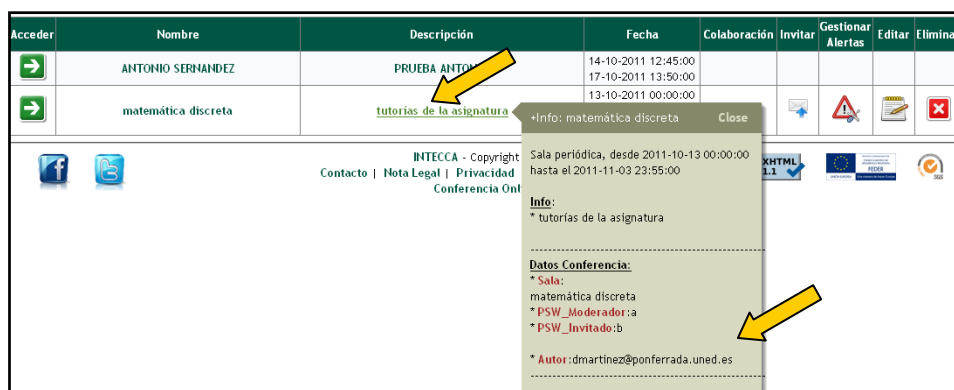 Acceder Nombre Descripción Fecha Colaboración Invitar Gestionar Alertas Editar Elimina
ANTONIO SERNANDEZ PRUEBA 14-10-2011 12:45:00
17-10-2011 13:50:00
matemática discreta tutorías de la asignatura 13-10-2011 00:00:00
+Info: matemática discreta Close
Sala periódica, desde 2011-10-13 00:00:00
hasta el 2011-11-03 23:55:00
Info:
* tutorías de la asignatura
Datos Conferencia:
* Sala:
matemática discreta
* PSW_Moderador:a
* PSW_Invitado:b
* Autor:dmartinez@ponferrada.uned.es
INTECCA - Copyright
Contacto | Nota Legal | Privacidad
Conferencia Onl
XHTML
1.1
FEDER
SGS